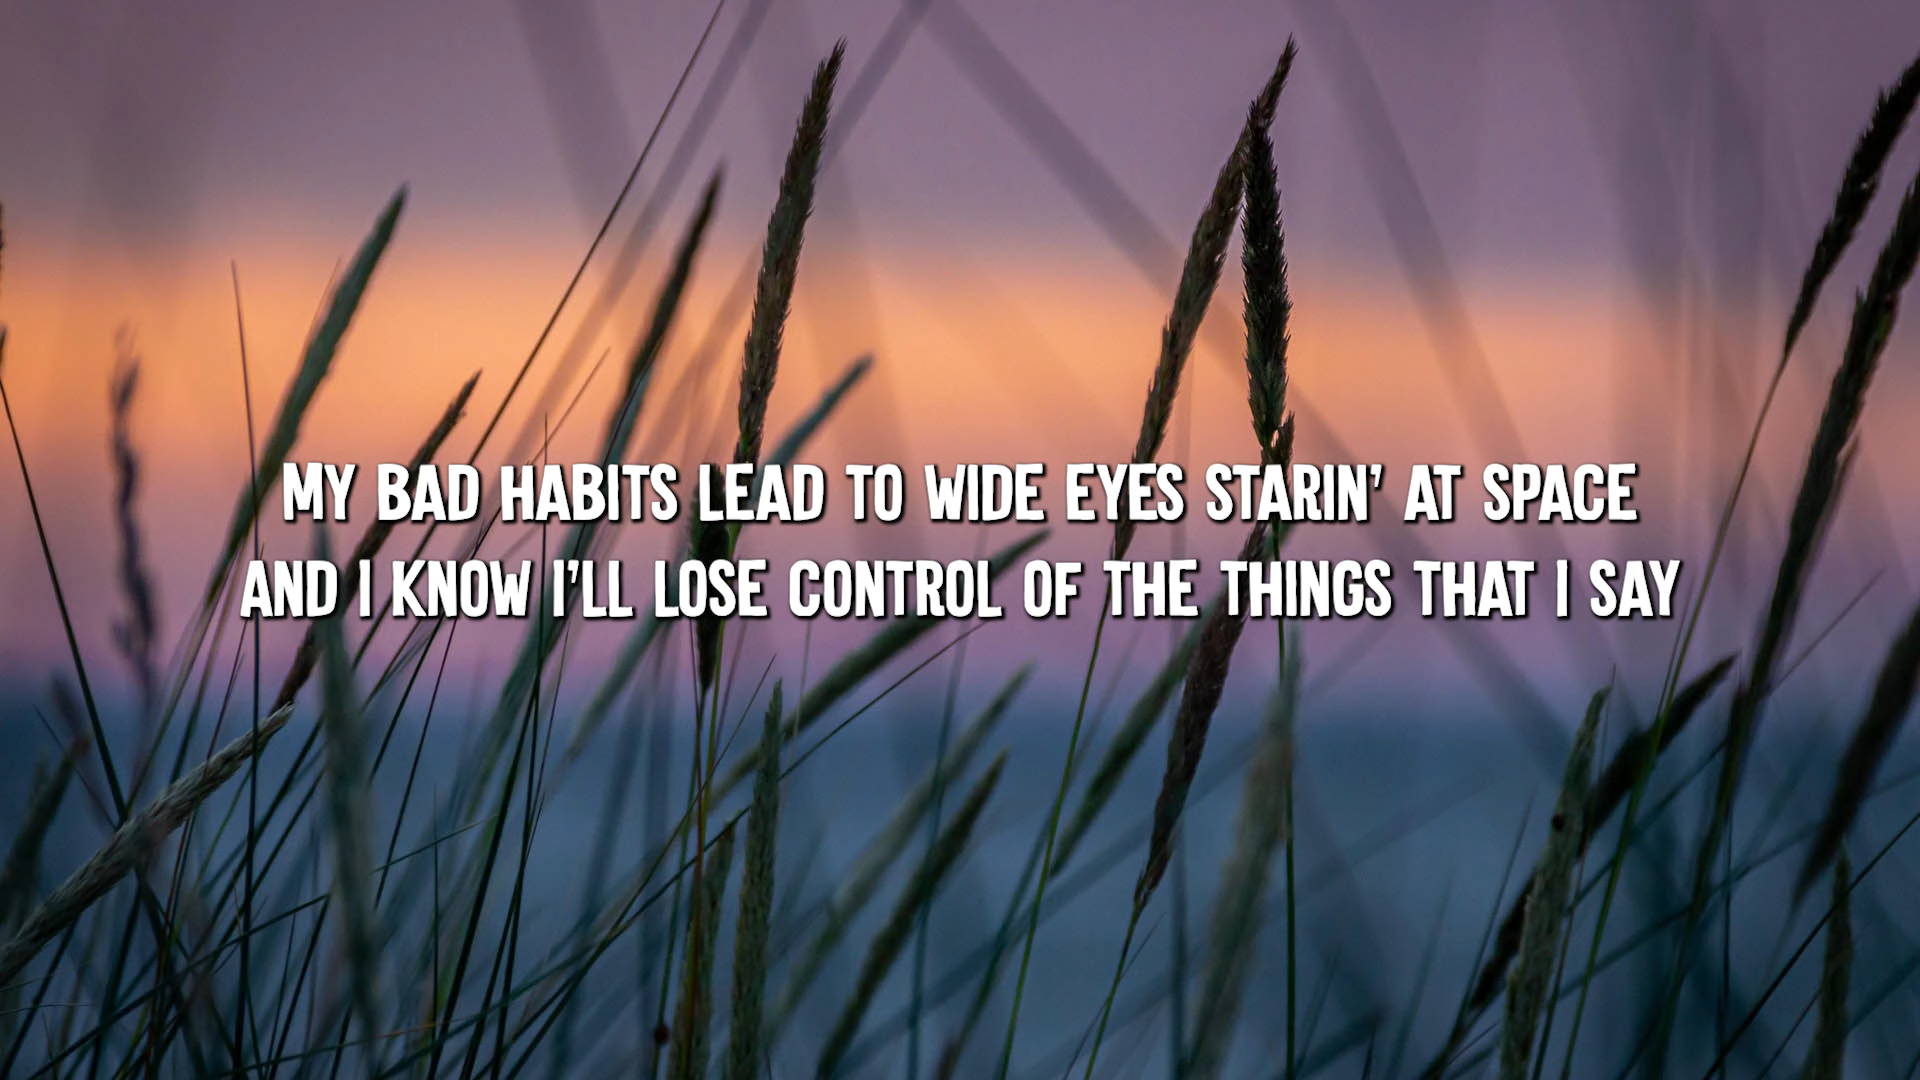 MY BAD HABITS LEAD TO WIDE EYES STARIN' AT SPACE
AND I KNOW I'LL LOSE CONTROL OF THE THINGS THAT I SAY